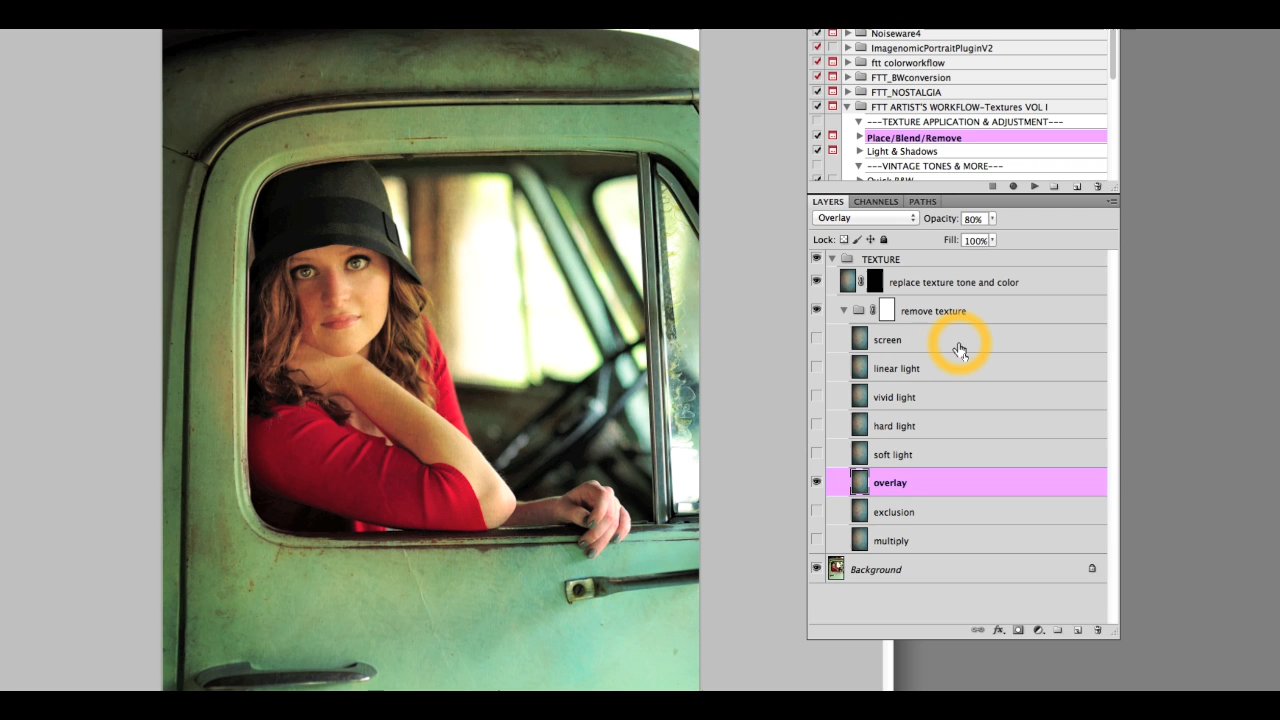 Noiseware4
ImagenomicPortraitPluginV2
ftt colorworkflow
FTT_BWconversion
FTT_NOSTALGIA
FTT ARTIST'S WORKFLOW-Textures VOL I
---TEXTURE APPLICATION & ADJUSTMENT---
Place/Blend/Remove
Light & Shadows
---VINTAGE TONES & MORE---
Quick B&W
LAYERS CHANNELS PATHS
Overlay Opacity: 80%
Lock: Fill: 100%
TEXTURE
replace texture tone and color
remove texture
screen
linear light
vivid light
hard light
soft light
overlay
exclusion
multiply
Background
fx